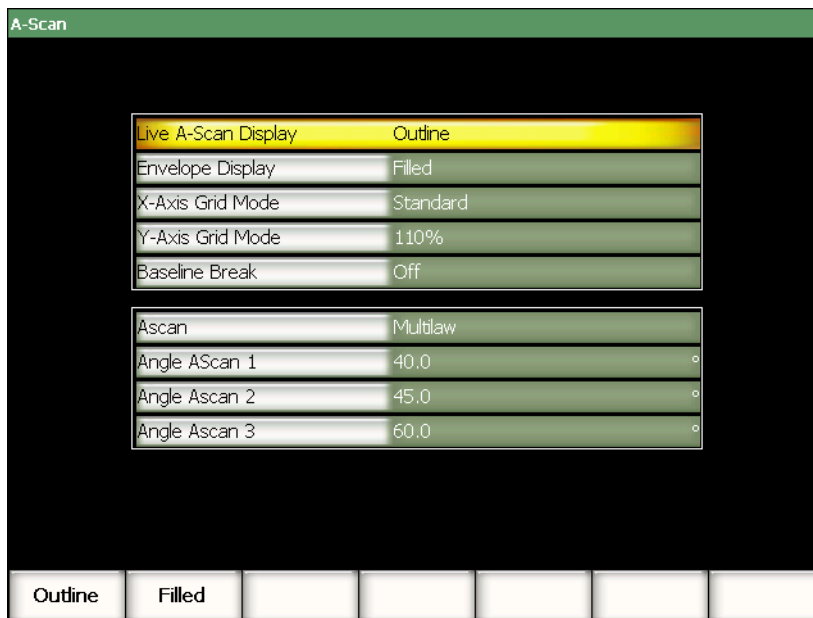 A-Scan
Live A-Scan Display Outline
Envelope Display Filled
X-Axis Grid Mode Standard
Y-Axis Grid Mode 110%
Baseline Break Off
Ascan Multilaw
Angle AScan 1 40.0 °
Angle Ascan 2 45.0 °
Angle Ascan 3 60.0 °
Outline Filled